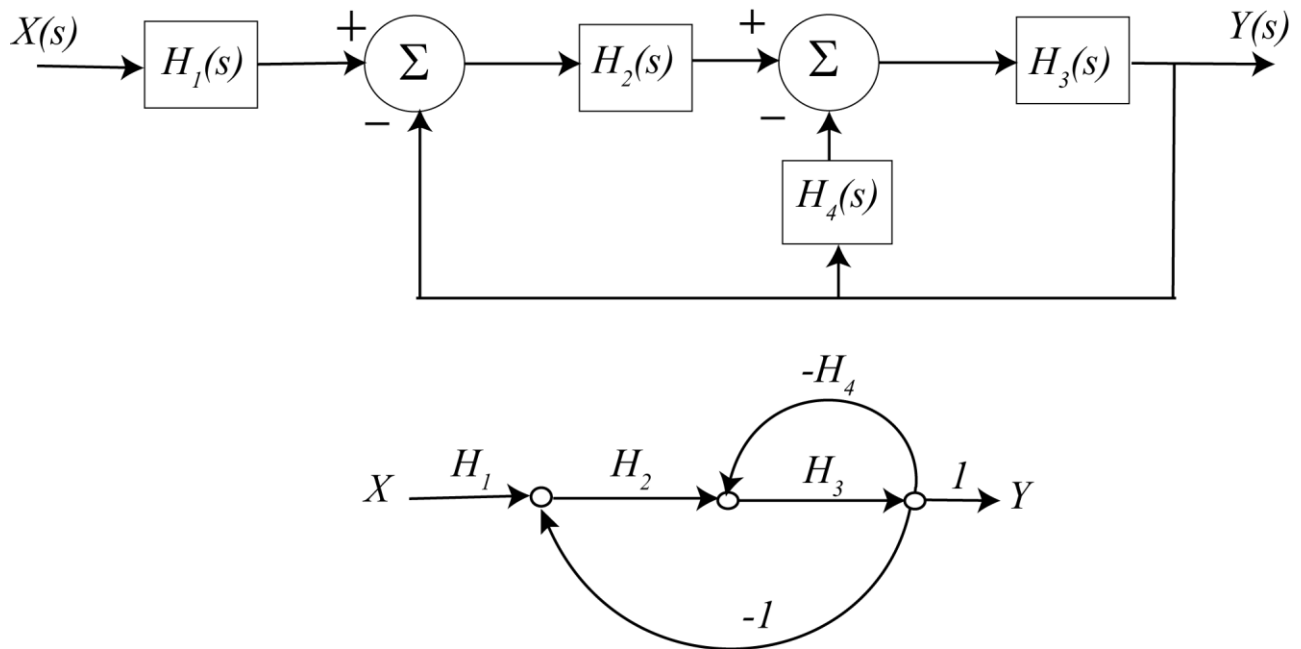 X(s) H₁(s) + Σ − H₂(s) + Σ − H₃(s) Y(s)
H₄(s)
-H₄
X H₁ H₂ H₃ 1 Y
-1